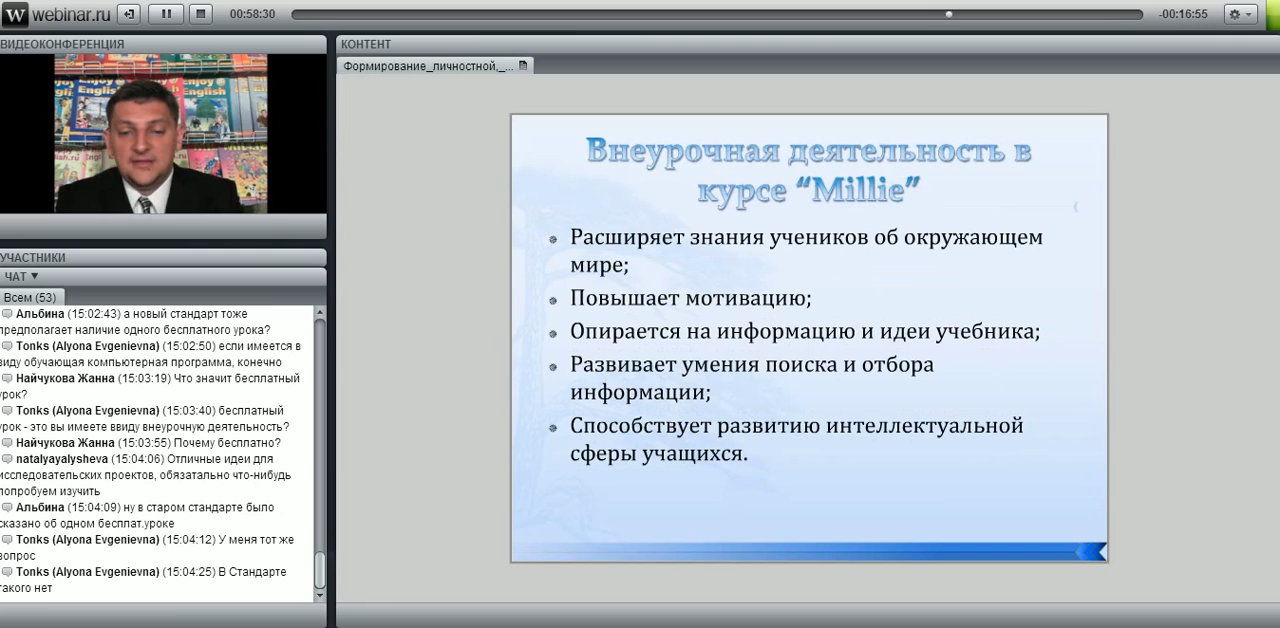 W webinar.ru
00:58:30
-00:16:55
ВИДЕОКОНФЕРЕНЦИЯ
Enjoy English
Enjoy English
УЧАСТНИКИ
ЧАТ
Всем (53)
Альбина (15:02:43) а новый стандарт тоже
предполагает наличие одного бесплатного урока?
Tonks (Alyona Evgenievna) (15:02:50) если имеется в
виду обучающая компьютерная программа, конечно
Найчукова Жанна (15:03:19) Что значит бесплатный
урок?
Tonks (Alyona Evgenievna) (15:03:40) бесплатный
урок - это вы имеете ввиду внеурочную деятельность?
Найчукова Жанна (15:03:55) Почему бесплатно?
natalyayalysheva (15:04:06) Отличные идеи для
исследовательских проектов, обязатально что-нибудь
попробуем изучить
Альбина (15:04:09) ну в старом стандарте было
сказано об одном бесплат.уроке
Tonks (Alyona Evgenievna) (15:04:12) У меня тот же
вопрос
Tonks (Alyona Evgenievna) (15:04:25) В Стандарте
такого нет
КОНТЕНТ
Формирование_личностной,_...
Внеурочная деятельность в
курсе “Millie”
Расширяет знания учеников об окружающем
мире;
Повышает мотивацию;
Опирается на информацию и идеи учебника;
Развивает умения поиска и отбора
информации;
Способствует развитию интеллектуальной
сферы учащихся.